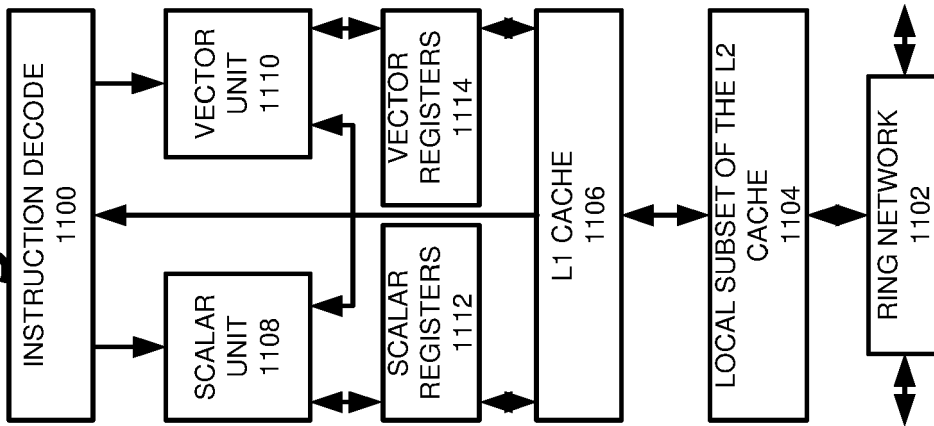 INSTRUCTION DECODE
1100
SCALAR
UNIT
1108
VECTOR
UNIT
1110
SCALAR
REGISTERS
1112
VECTOR
REGISTERS
1114
L1 CACHE
1106
LOCAL SUBSET OF THE L2
CACHE
1104
RING NETWORK
1102